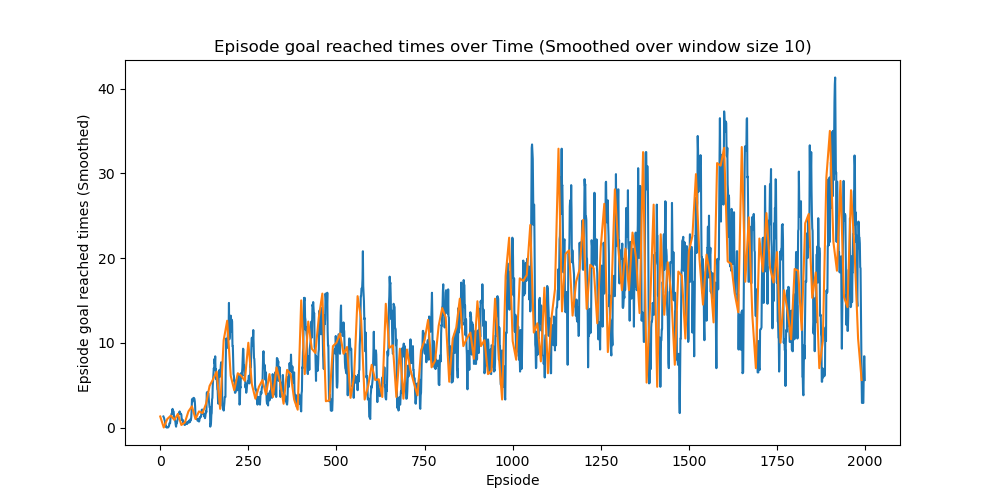 Episode goal reached times over Time (Smoothed over window size 10)
Epsiode goal reached times (Smoothed)
40
30
20
10
0
0 250 500 750 1000 1250 1500 1750 2000
Epsiode